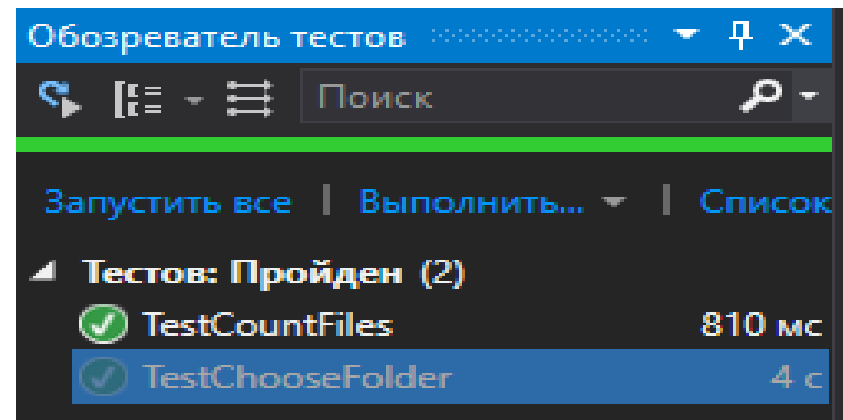 Обозреватель тестов
Поиск
Запустить все | Выполнить... | Список
Тестов: Пройден (2)
TestCountFiles 810 мс
TestChooseFolder 4 с